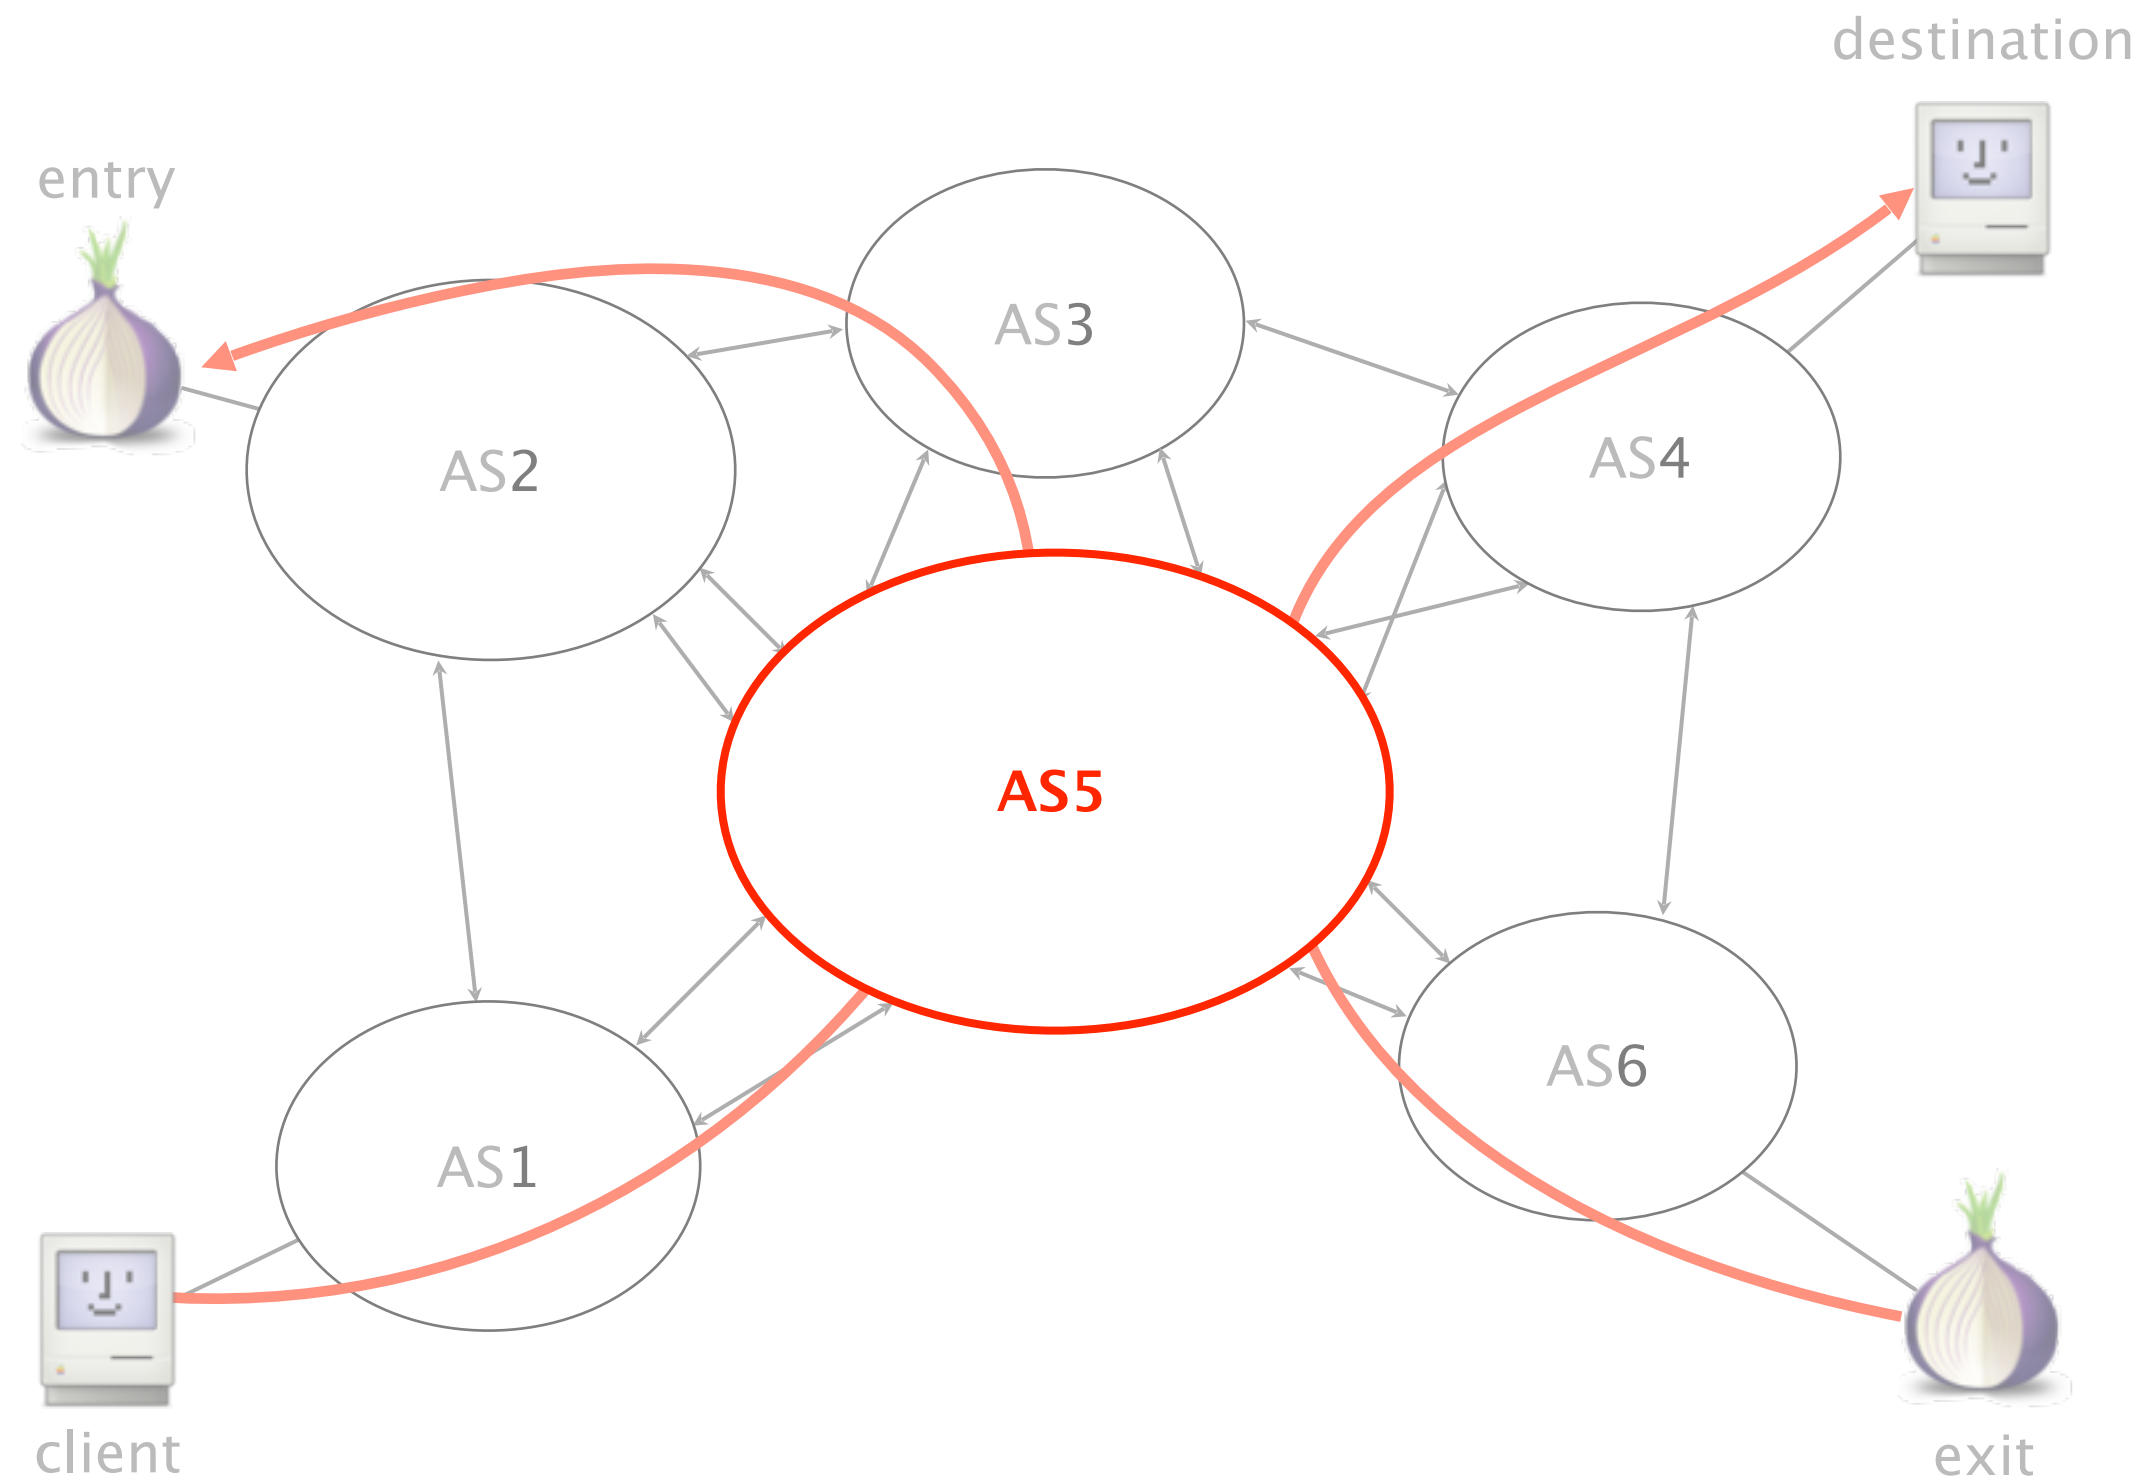 destination
entry
AS3
AS4
AS2
AS5
AS6
AS1
client
exit